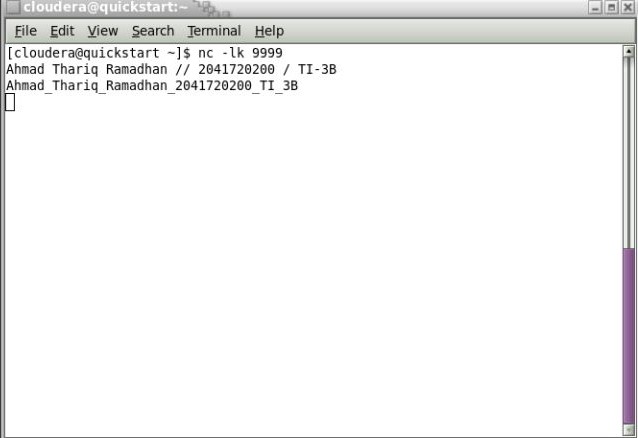 cloudera@quickstart:~
File Edit View Search Terminal Help
[cloudera@quickstart ~]$ nc -lk 9999
Ahmad Thariq Ramadhan // 2041720200 / TI-3B
Ahmad_Thariq_Ramadhan_2041720200_TI_3B